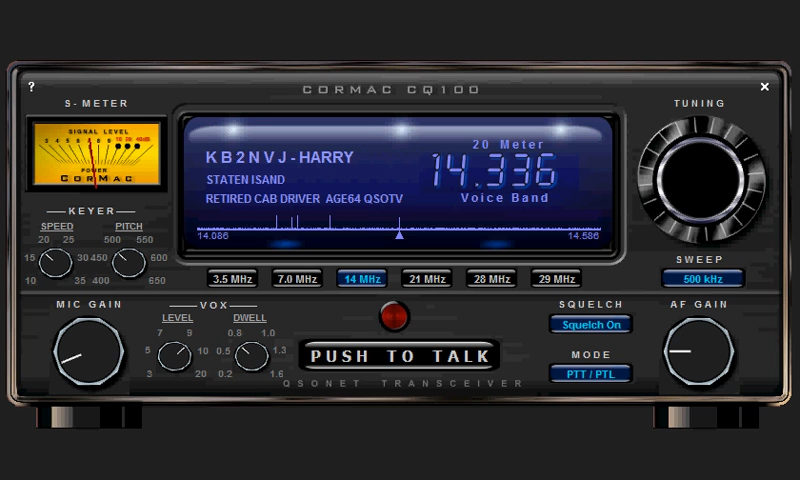 ?
CORMAC CQ100
×
S- METER
TUNING
SIGNAL LEVEL
POWER
CORMAC
KB2NVJ - HARRY
20 Meter
14.336
STATEN ISAND
RETIRED CAB DRIVER AGE64 QSOTV
Voice Band
14.086
14.586
KEYER
SPEED
PITCH
20 25
500 550
15 30
450 600
10 35
400 650
SWEEP
500 kHz
3.5 MHz
7.0 MHz
14 MHz
21 MHz
28 MHz
29 MHz
MIC GAIN
VOX
LEVEL
DWELL
7 9
0.8 1.0
5 10
0.5 1.3
3 20
0.2 1.6
PUSH TO TALK
QSONET TRANSCEIVER
SQUELCH
Squelch On
MODE
PTT / PTL
AF GAIN